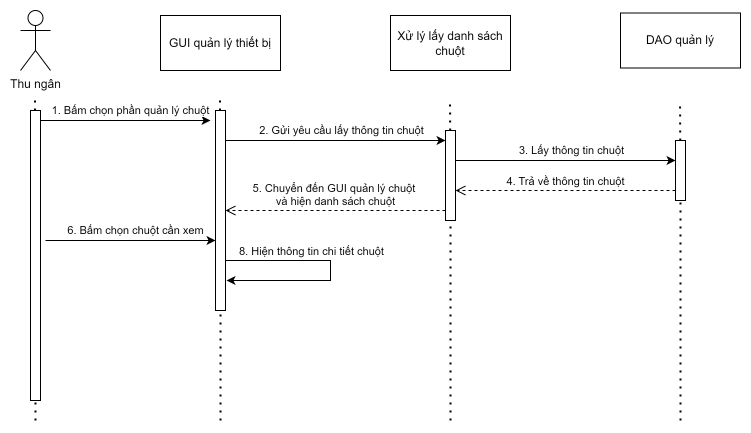 GUI quản lý thiết bị
Xử lý lấy danh sách
chuột
DAO quản lý
Thu ngân
1. Bấm chọn phần quản lý chuột
2. Gửi yêu cầu lấy thông tin chuột
3. Lấy thông tin chuột
4. Trả về thông tin chuột
5. Chuyển đến GUI quản lý chuột
và hiện danh sách chuột
6. Bấm chọn chuột cần xem
8. Hiện thông tin chi tiết chuột